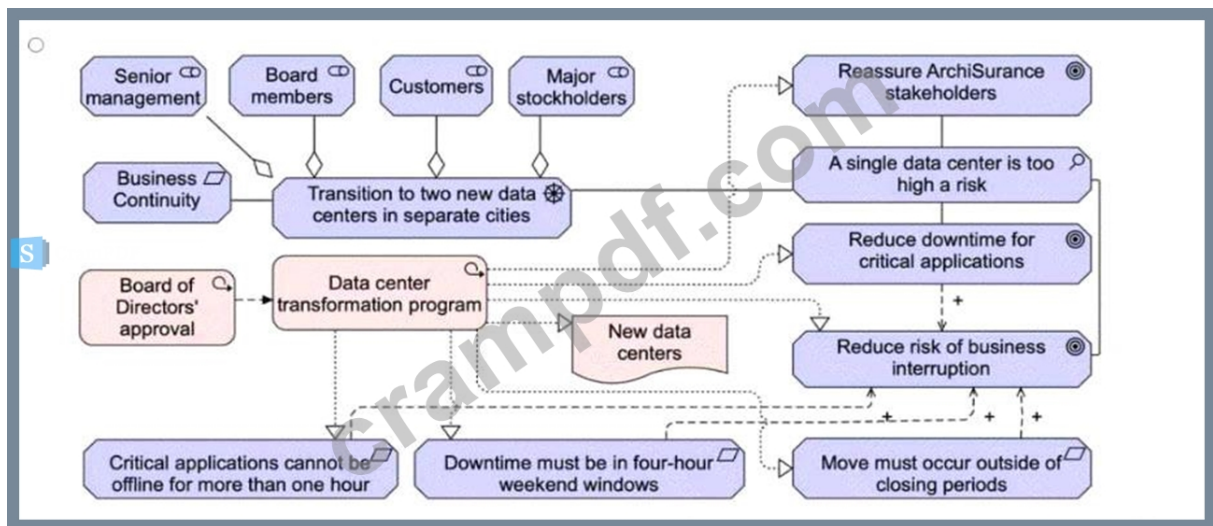 Senior
management
Board
members
Customers
Major
stockholders
Reassure ArchiSurance
stakeholders
Business
Continuity
Transition to two new data
centers in separate cities
A single data center is too
high a risk
Reduce downtime for
critical applications
S
Board of
Directors'
approval
Data center
transformation program
New data
centers
+
Reduce risk of business
interruption
+
+
+
Critical applications cannot be
offline for more than one hour
Downtime must be in four-hour
weekend windows
Move must occur outside of
closing periods
crampdf.com